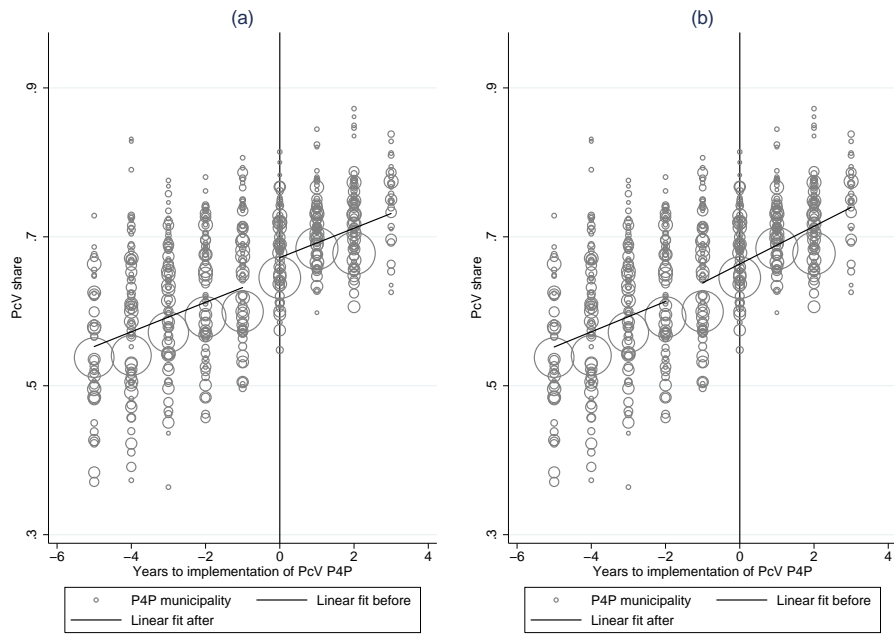 (a)
.9
.7
.5
.3
PcV share
−6
−4
−2
0
2
4
Years to implementation of PcV P4P
P4P municipality
Linear fit before
Linear fit after
(b)
.9
.7
.5
.3
PcV share
−6
−4
−2
0
2
4
Years to implementation of PcV P4P
P4P municipality
Linear fit before
Linear fit after